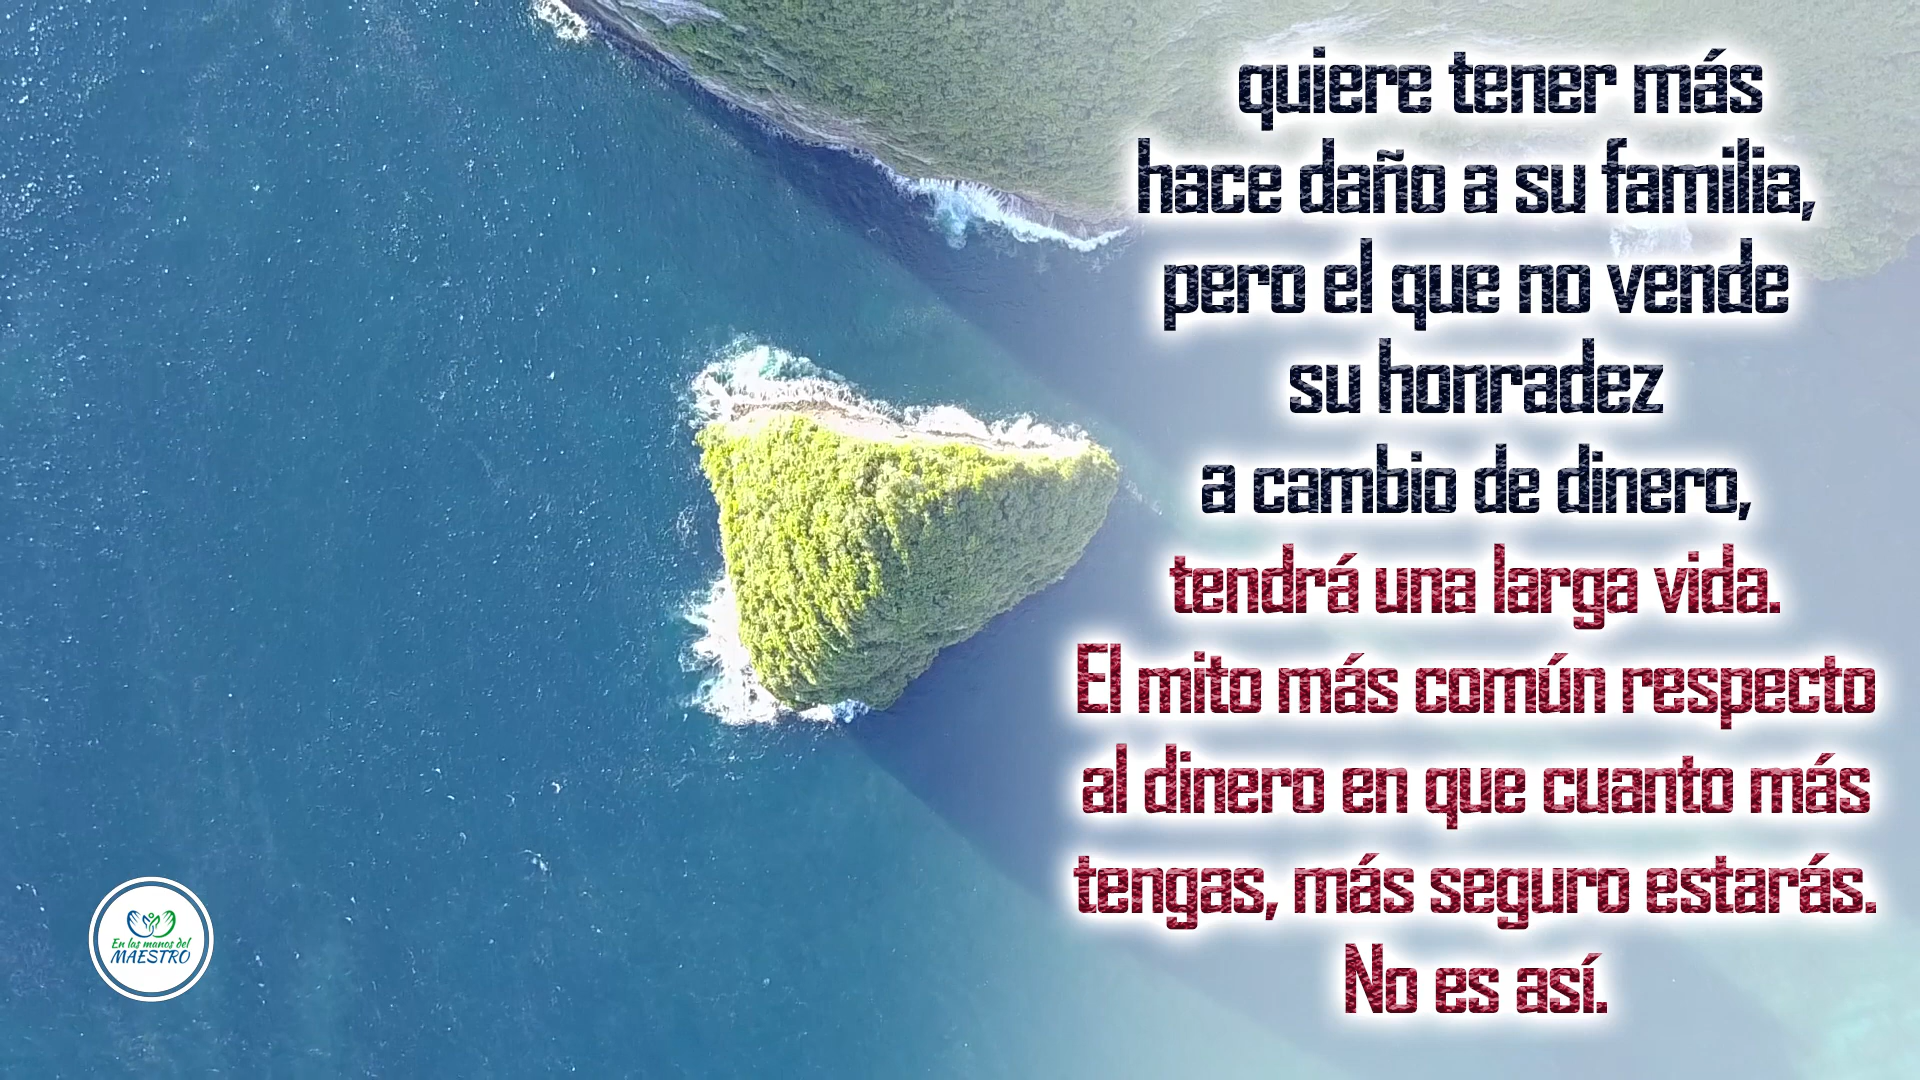 quiere tener más
hace daño a su familia,
pero el que no vende
su honradez
a cambio de dinero,
tendrá una larga vida.
El mito más común respecto
al dinero en que cuanto más
tengas, más seguro estarás.
No es así.
En las manos del
MAESTRO